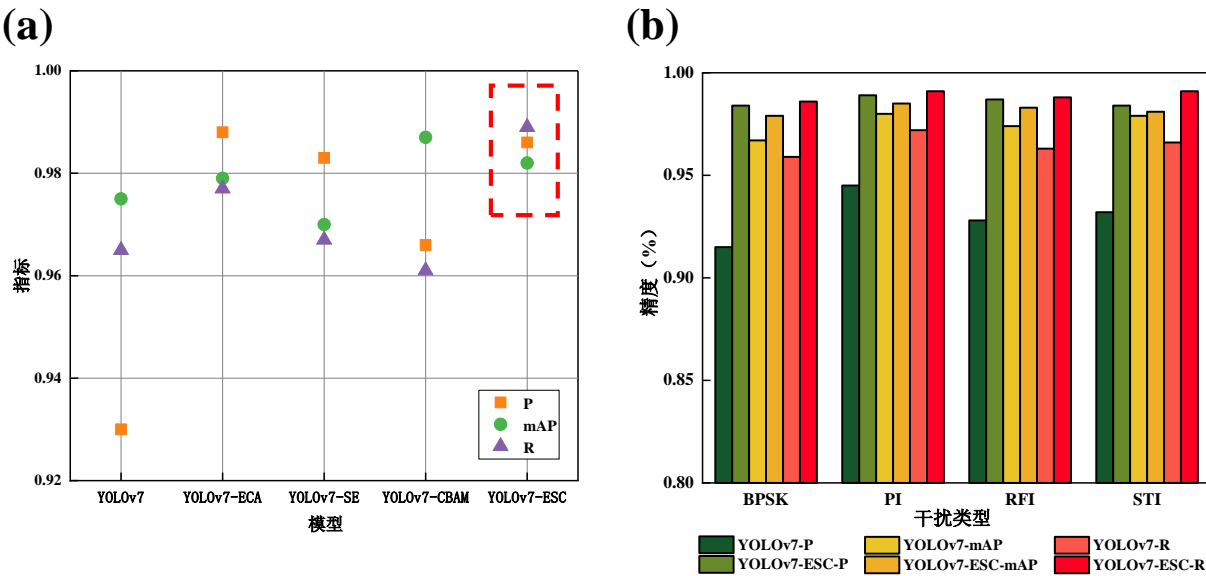 (a)
1.00
0.98
0.96
0.94
0.92
指标
P
mAP
R
YOLOv7 YOLOv7-ECA YOLOv7-SE YOLOv7-CBAM YOLOv7-ESC
模型
(b)
1.00
0.95
0.90
0.85
0.80
精度（%）
BPSK PI RFI STI
干扰类型
YOLOv7-P YOLOv7-mAP YOLOv7-R
YOLOv7-ESC-P YOLOv7-ESC-mAP YOLOv7-ESC-R